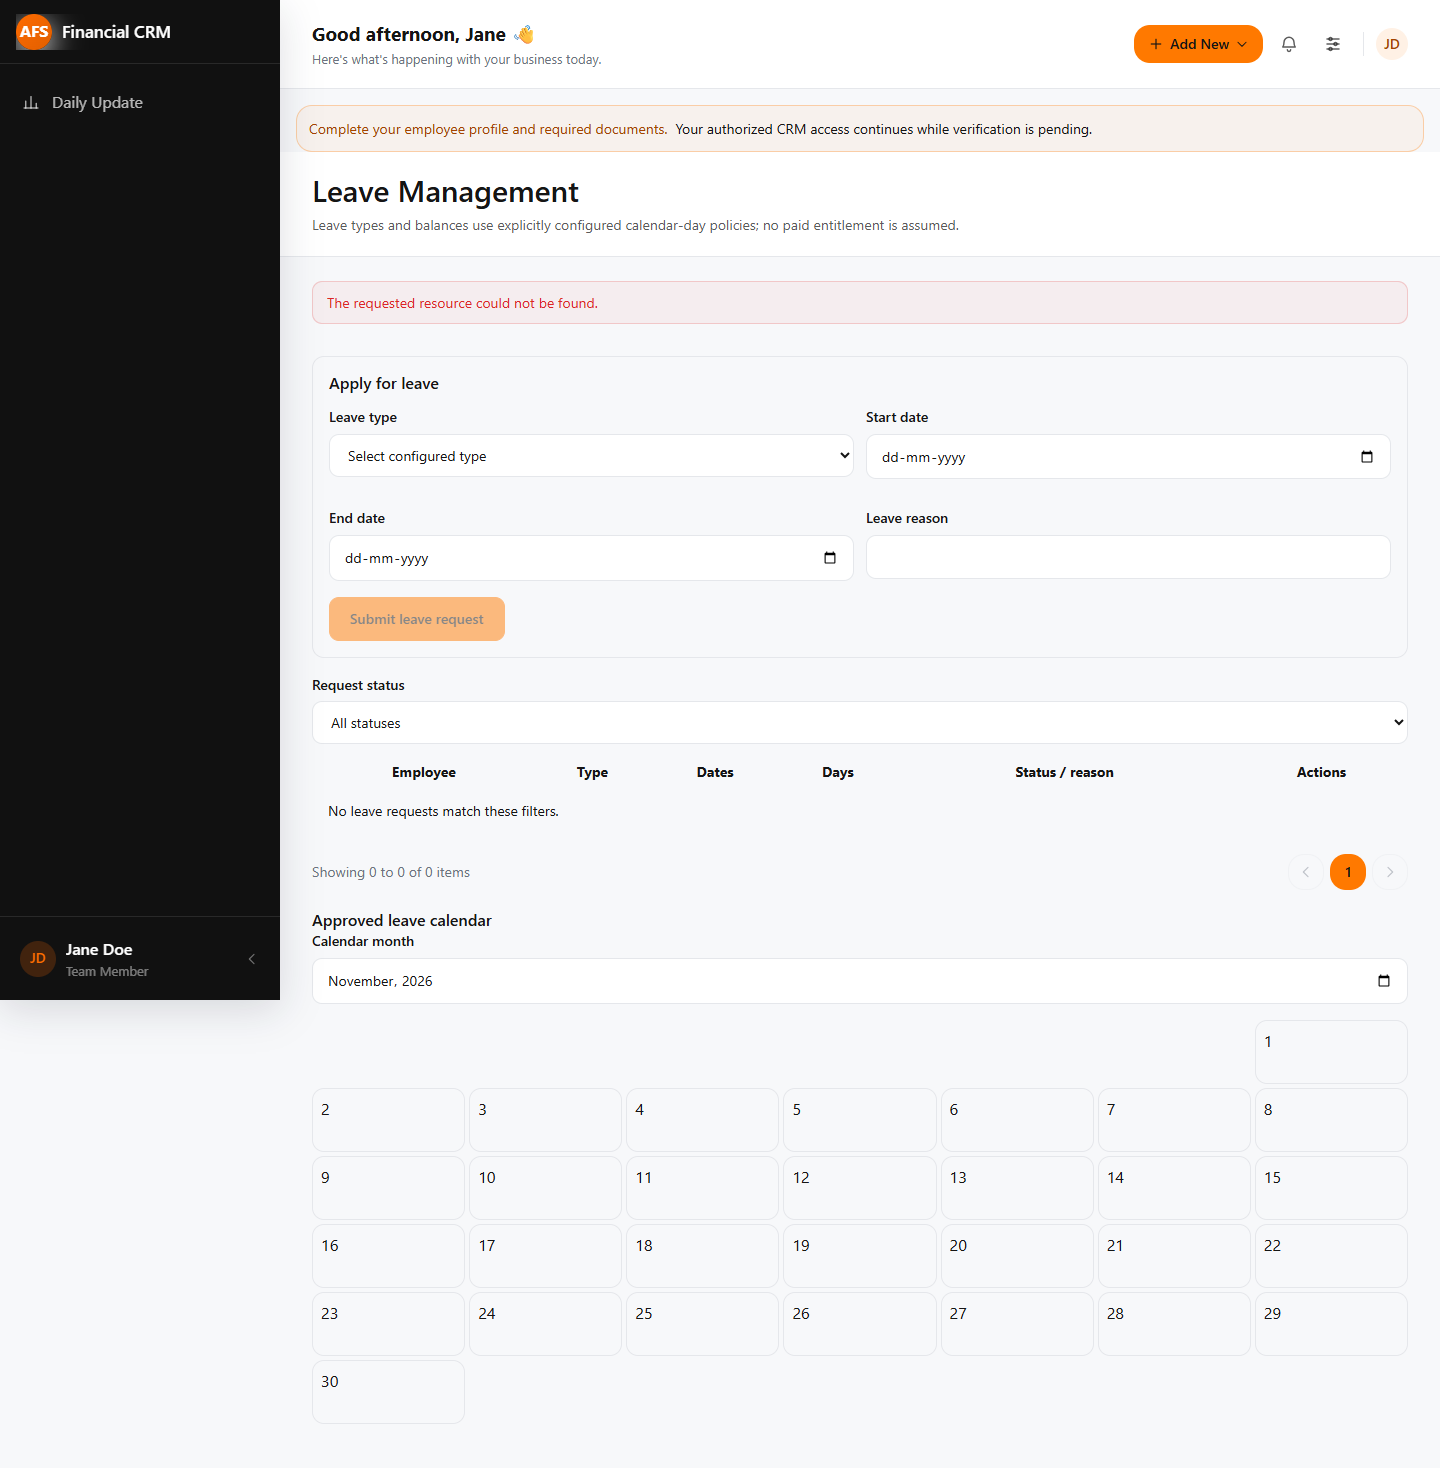 AFS Financial CRM
Daily Update
Good afternoon, Jane 👋
Here's what's happening with your business today.
Add New
JD
Complete your employee profile and required documents. Your authorized CRM access continues while verification is pending.
Leave Management
Leave types and balances use explicitly configured calendar-day policies; no paid entitlement is assumed.
The requested resource could not be found.
Apply for leave
Leave type Start date
Select configured type dd-mm-yyyy
End date Leave reason
dd-mm-yyyy
Submit leave request
Request status
All statuses
Employee Type Dates Days Status / reason Actions
No leave requests match these filters.
Showing 0 to 0 of 0 items 1
Approved leave calendar
Calendar month
November, 2026
1
2 3 4 5 6 7 8
9 10 11 12 13 14 15
16 17 18 19 20 21 22
23 24 25 26 27 28 29
30
JD Jane Doe
Team Member